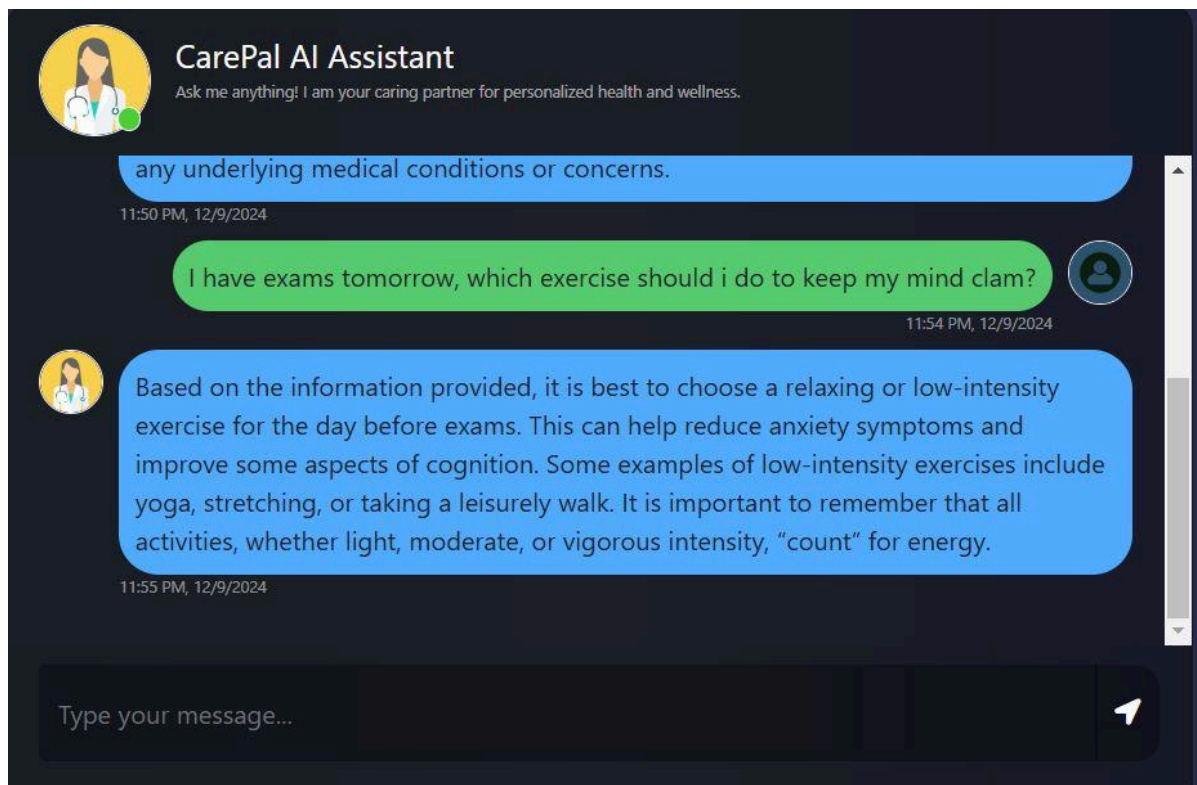 CarePal AI Assistant
Ask me anything! I am your caring partner for personalized health and wellness.
any underlying medical conditions or concerns.
11:50 PM, 12/9/2024
I have exams tomorrow, which exercise should i do to keep my mind clam?
11:54 PM, 12/9/2024
Based on the information provided, it is best to choose a relaxing or low-intensity
exercise for the day before exams. This can help reduce anxiety symptoms and
improve some aspects of cognition. Some examples of low-intensity exercises include
yoga, stretching, or taking a leisurely walk. It is important to remember that all
activities, whether light, moderate, or vigorous intensity, “count” for energy.
11:55 PM, 12/9/2024
Type your message...